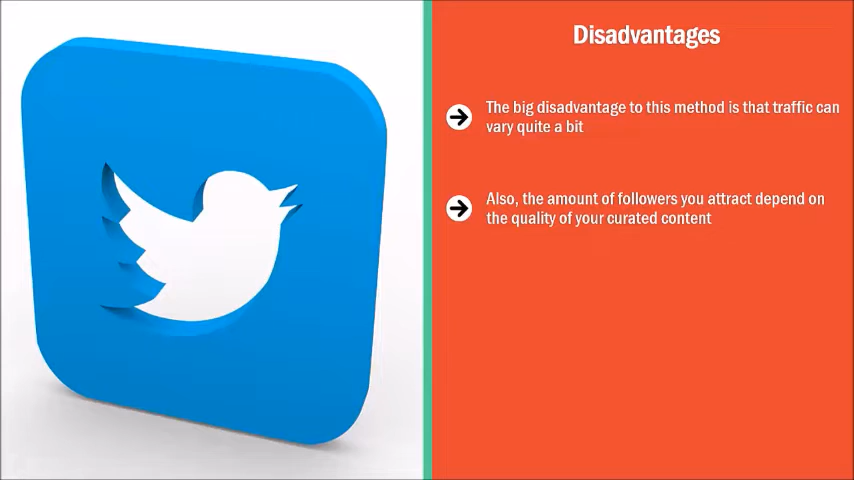 Disadvantages
The big disadvantage to this method is that traffic can
vary quite a bit
Also, the amount of followers you attract depend on
the quality of your curated content